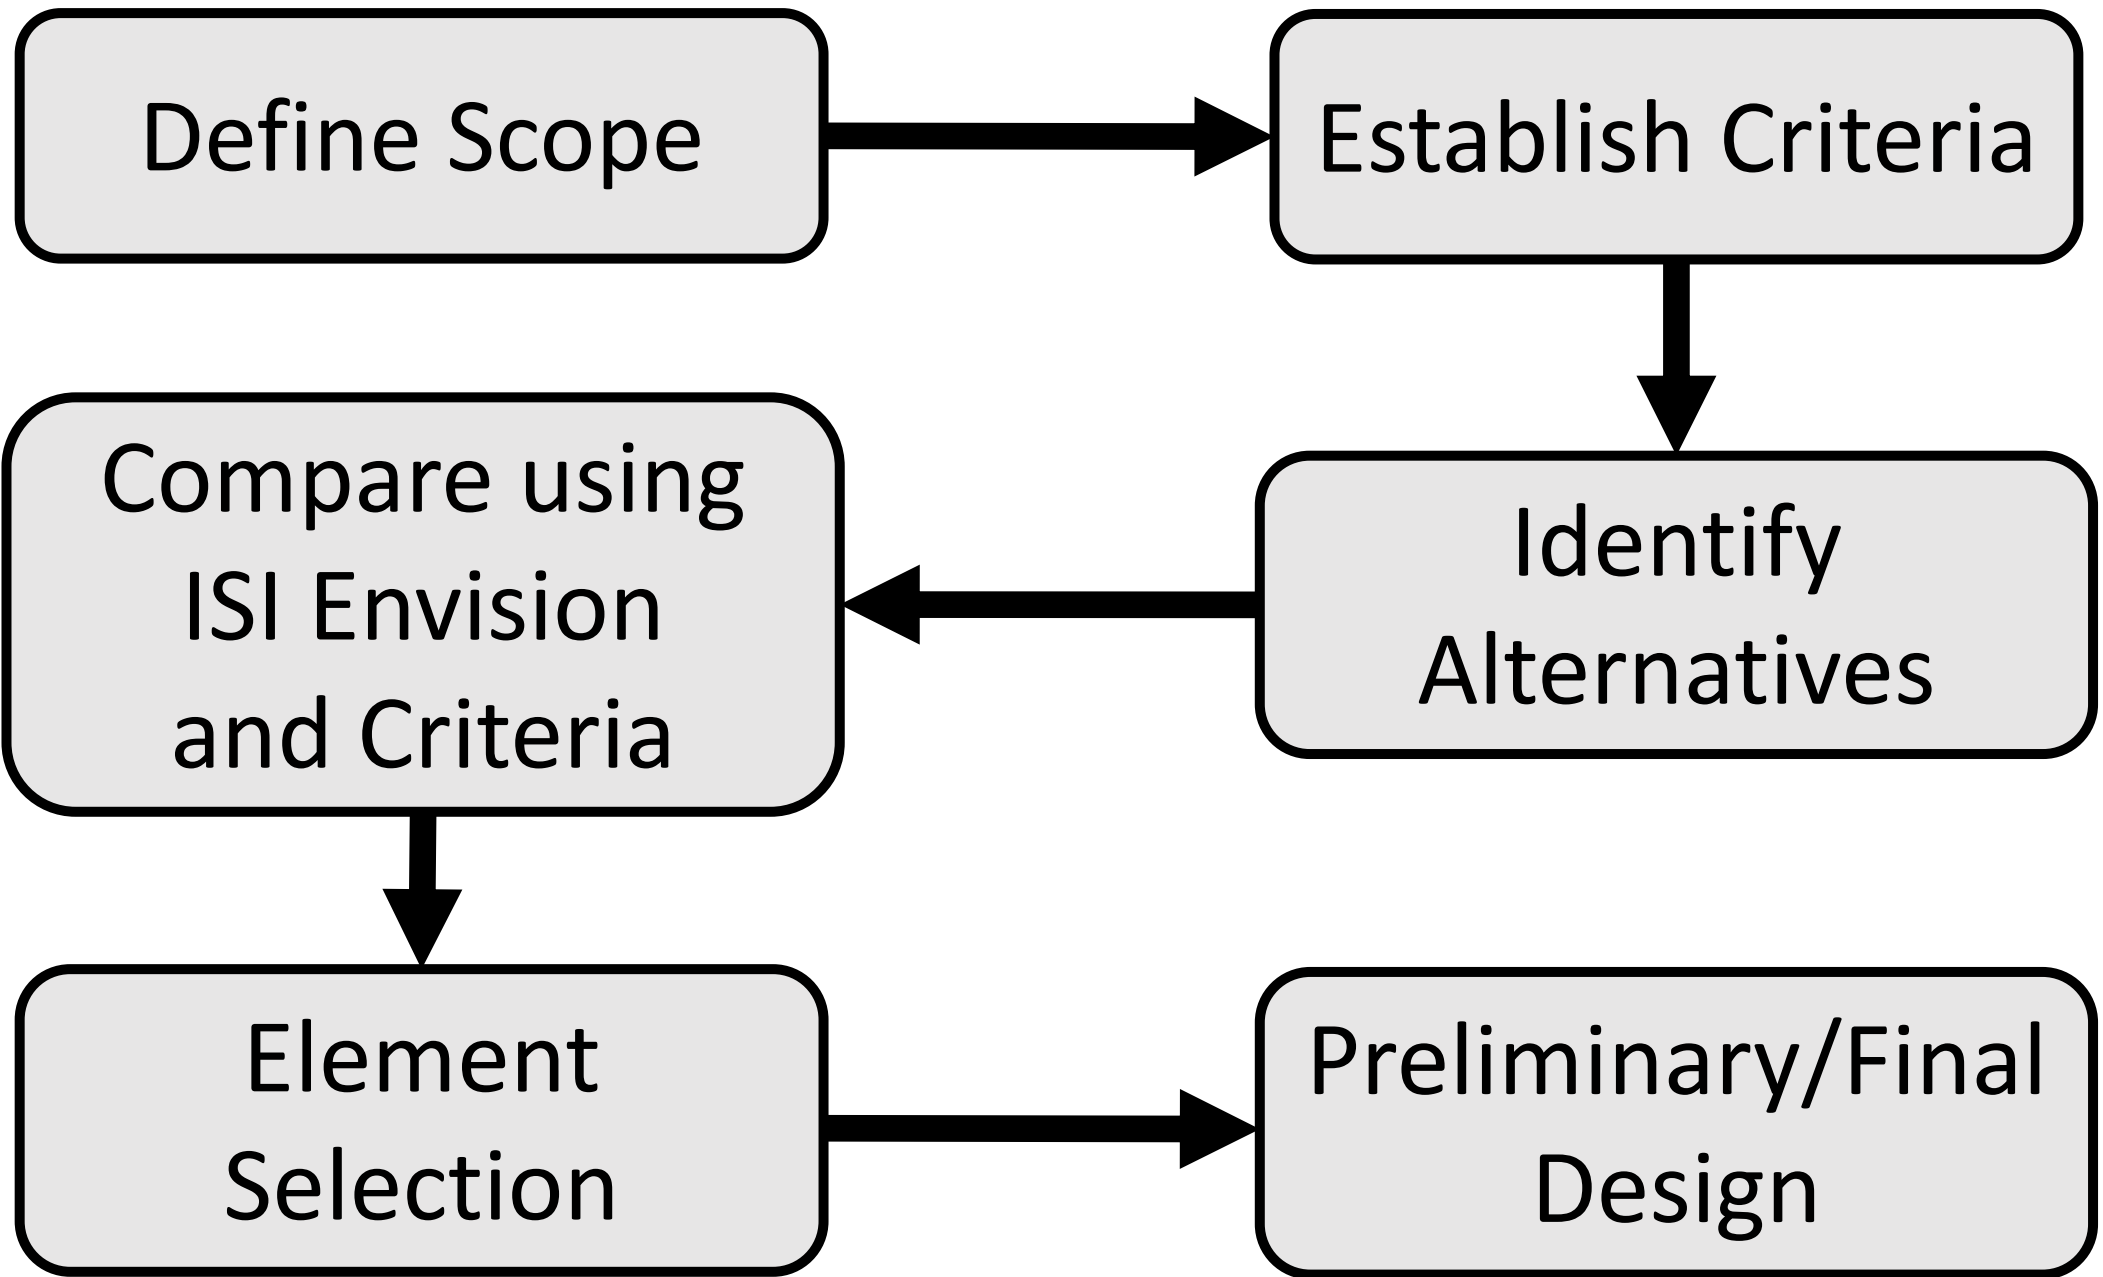 Define Scope
Establish Criteria
Identify
Alternatives
Compare using
ISI Envision
and Criteria
Element
Selection
Preliminary/Final
Design